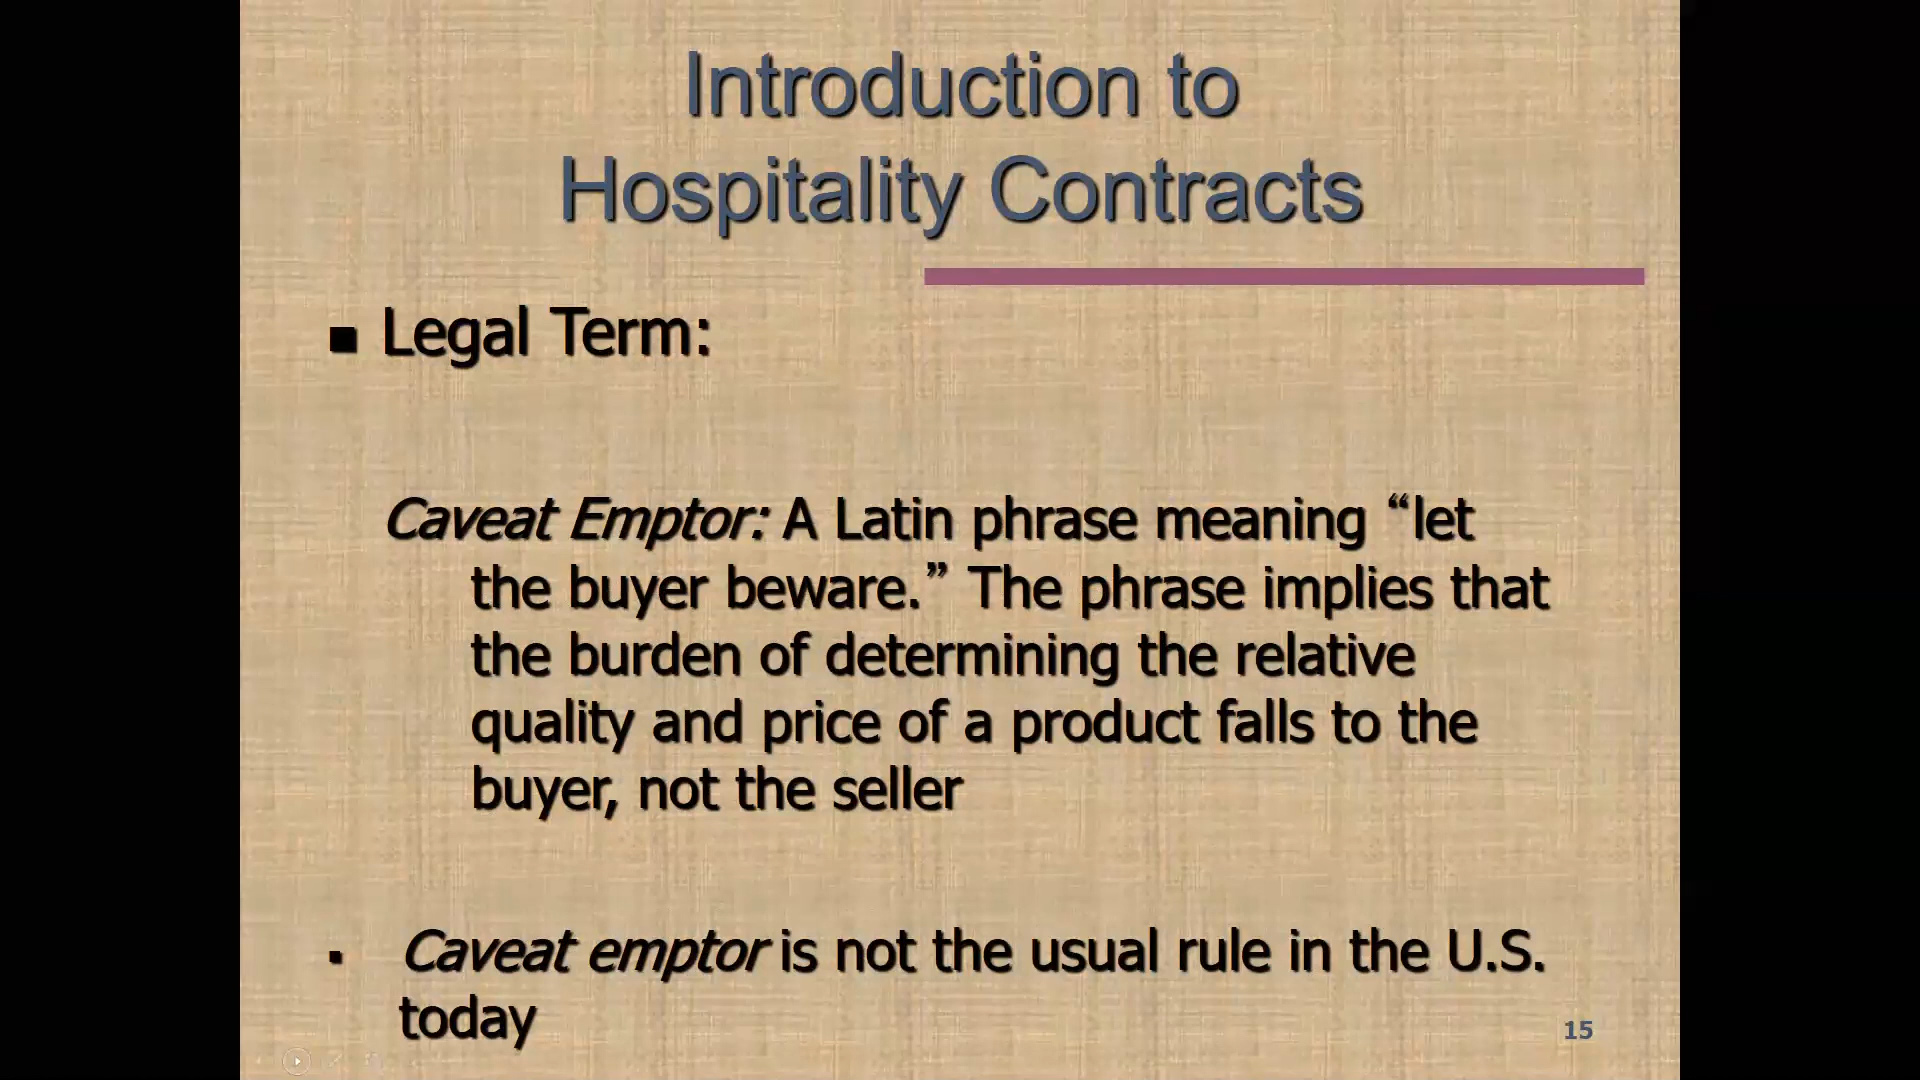 Introduction to
Hospitality Contracts
■ Legal Term:
Caveat Emptor: A Latin phrase meaning “let
the buyer beware.” The phrase implies that
the burden of determining the relative
quality and price of a product falls to the
buyer, not the seller
▪ Caveat emptor is not the usual rule in the U.S.
today
15